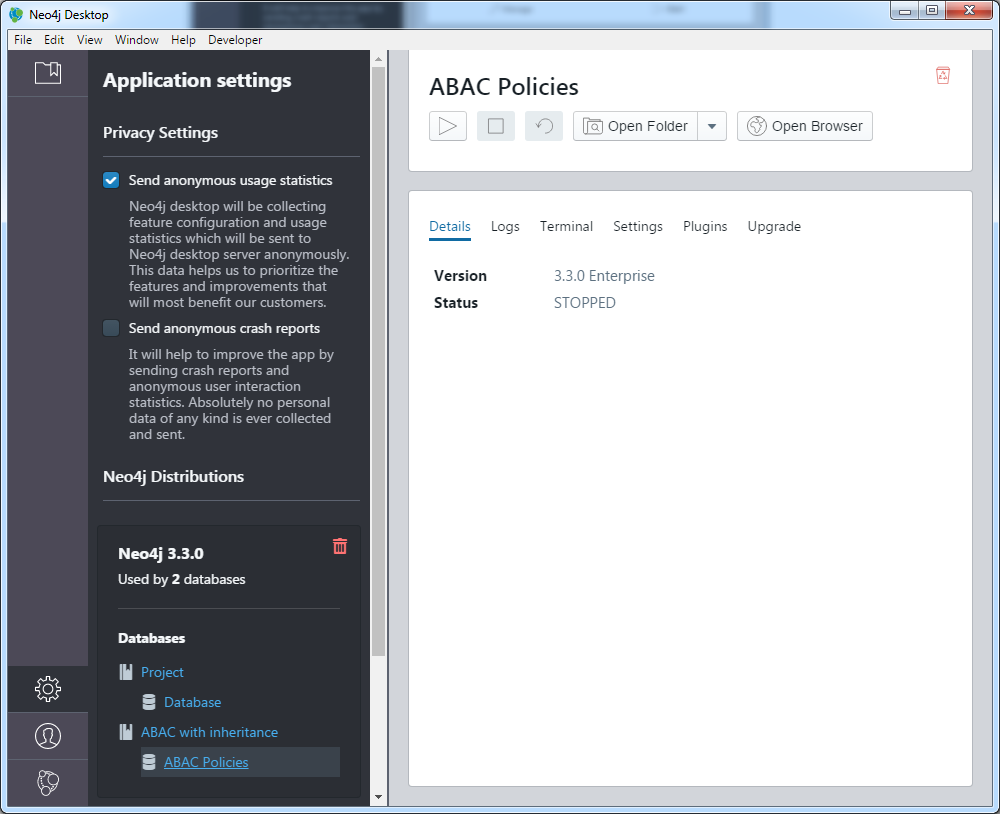 Neo4j Desktop
File Edit View Window Help Developer
Application settings
Privacy Settings
Send anonymous usage statistics
Neo4j desktop will be collecting
feature configuration and usage
statistics which will be sent to
Neo4j desktop server anonymously.
This data helps us to prioritize the
features and improvements that
will most benefit our customers.
Send anonymous crash reports
It will help to improve the app by
sending crash reports and
anonymous user interaction
statistics. Absolutely no personal
data of any kind is ever collected
and sent.
Neo4j Distributions
Neo4j 3.3.0
Used by 2 databases
Databases
Project
Database
ABAC with inheritance
ABAC Policies
ABAC Policies
Open Folder
Open Browser
Details Logs Terminal Settings Plugins Upgrade
Version 3.3.0 Enterprise
Status STOPPED